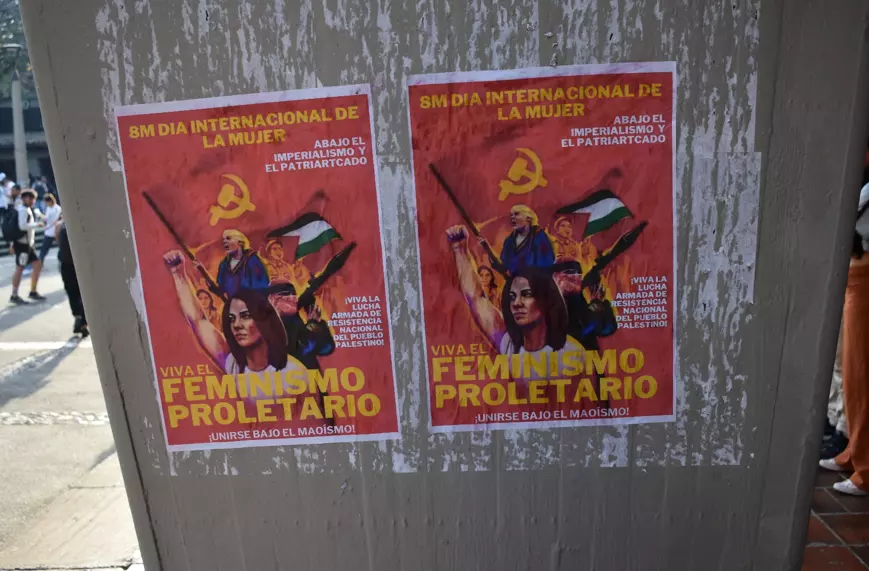 8M DIA INTERNACIONAL DE
LA MUJER
ABAJO EL
IMPERIALISMO Y
EL PATRIARTCADO
¡VIVA LA
LUCHA
ARMADA DE
RESISTENCIA
NACIONAL
DEL PUEBLO
PALESTINO!
VIVA EL
FEMINISMO
PROLETARIO
¡UNIRSE BAJO EL MAOÍSMO!
8M DIA INTERNACIONAL DE
LA MUJER
ABAJO EL
IMPERIALISMO Y
EL PATRIARTCADO
¡VIVA LA
LUCHA
ARMADA DE
RESISTENCIA
NACIONAL
DEL PUEBLO
PALESTINO!
VIVA EL
FEMINISMO
PROLETARIO
¡UNIRSE BAJO EL MAOÍSMO!